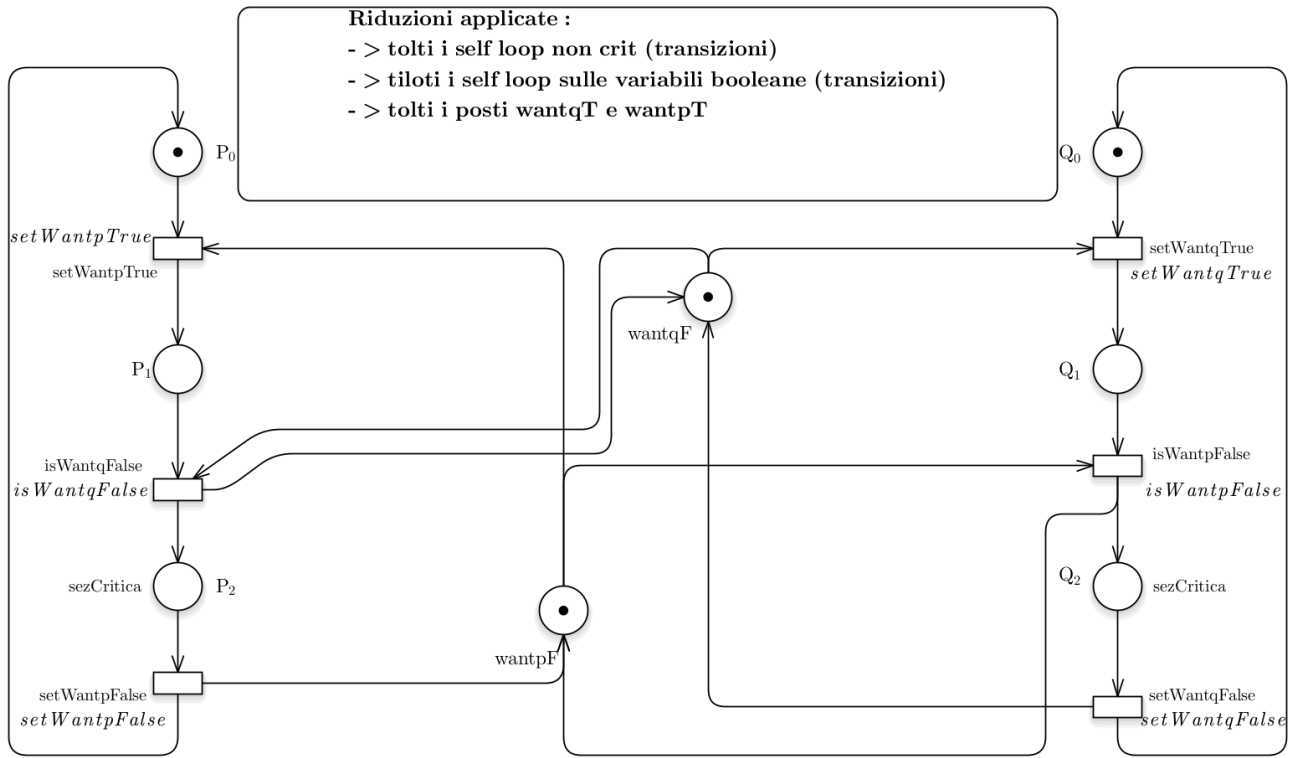 Riduzioni applicate :
- > tolti i self loop non crit (transizioni)
- > tiloti i self loop sulle variabili booleane (transizioni)
- > tolti i posti wantqT e wantpT
P0
Q0
setWantpTrue
setWantpTrue
setWantqTrue
setWantqTrue
wantqF
P1
Q1
isWantqFalse
isWantqFalse
isWantpFalse
isWantpFalse
sezCritica
P2
Q2
sezCritica
wantpF
setWantpFalse
setWantpFalse
setWantqFalse
setWantqFalse